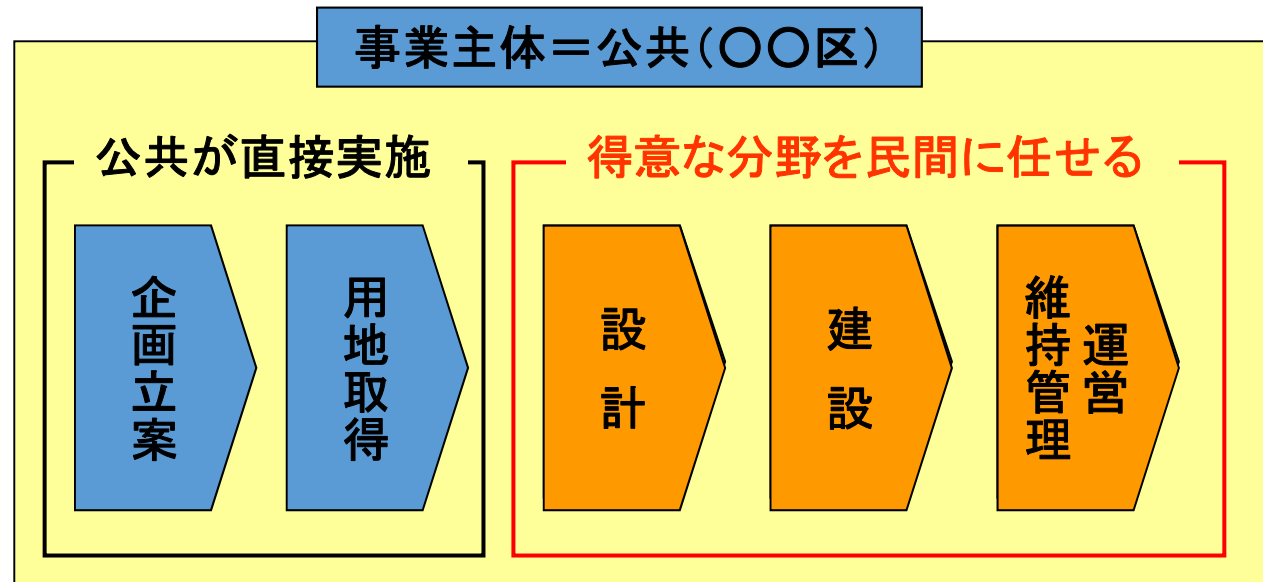 事業主体＝公共（〇〇区）
公共が直接実施
得意な分野を民間に任せる
企画立案
用地取得
設計
建設
運営
維持管理